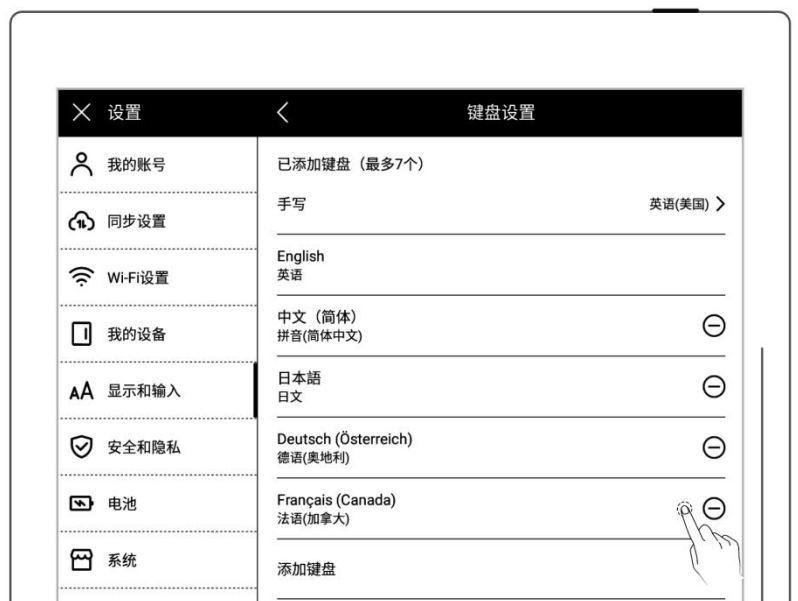 设置
键盘设置
我的账号
同步设置
Wi-Fi设置
我的设备
显示和输入
安全和隐私
电池
系统
已添加键盘（最多7个）
手写
英语(美国)
English
英语
中文（简体）
拼音(简体中文)
日本語
日文
Deutsch (Österreich)
德语(奥地利)
Français (Canada)
法语(加拿大)
添加键盘